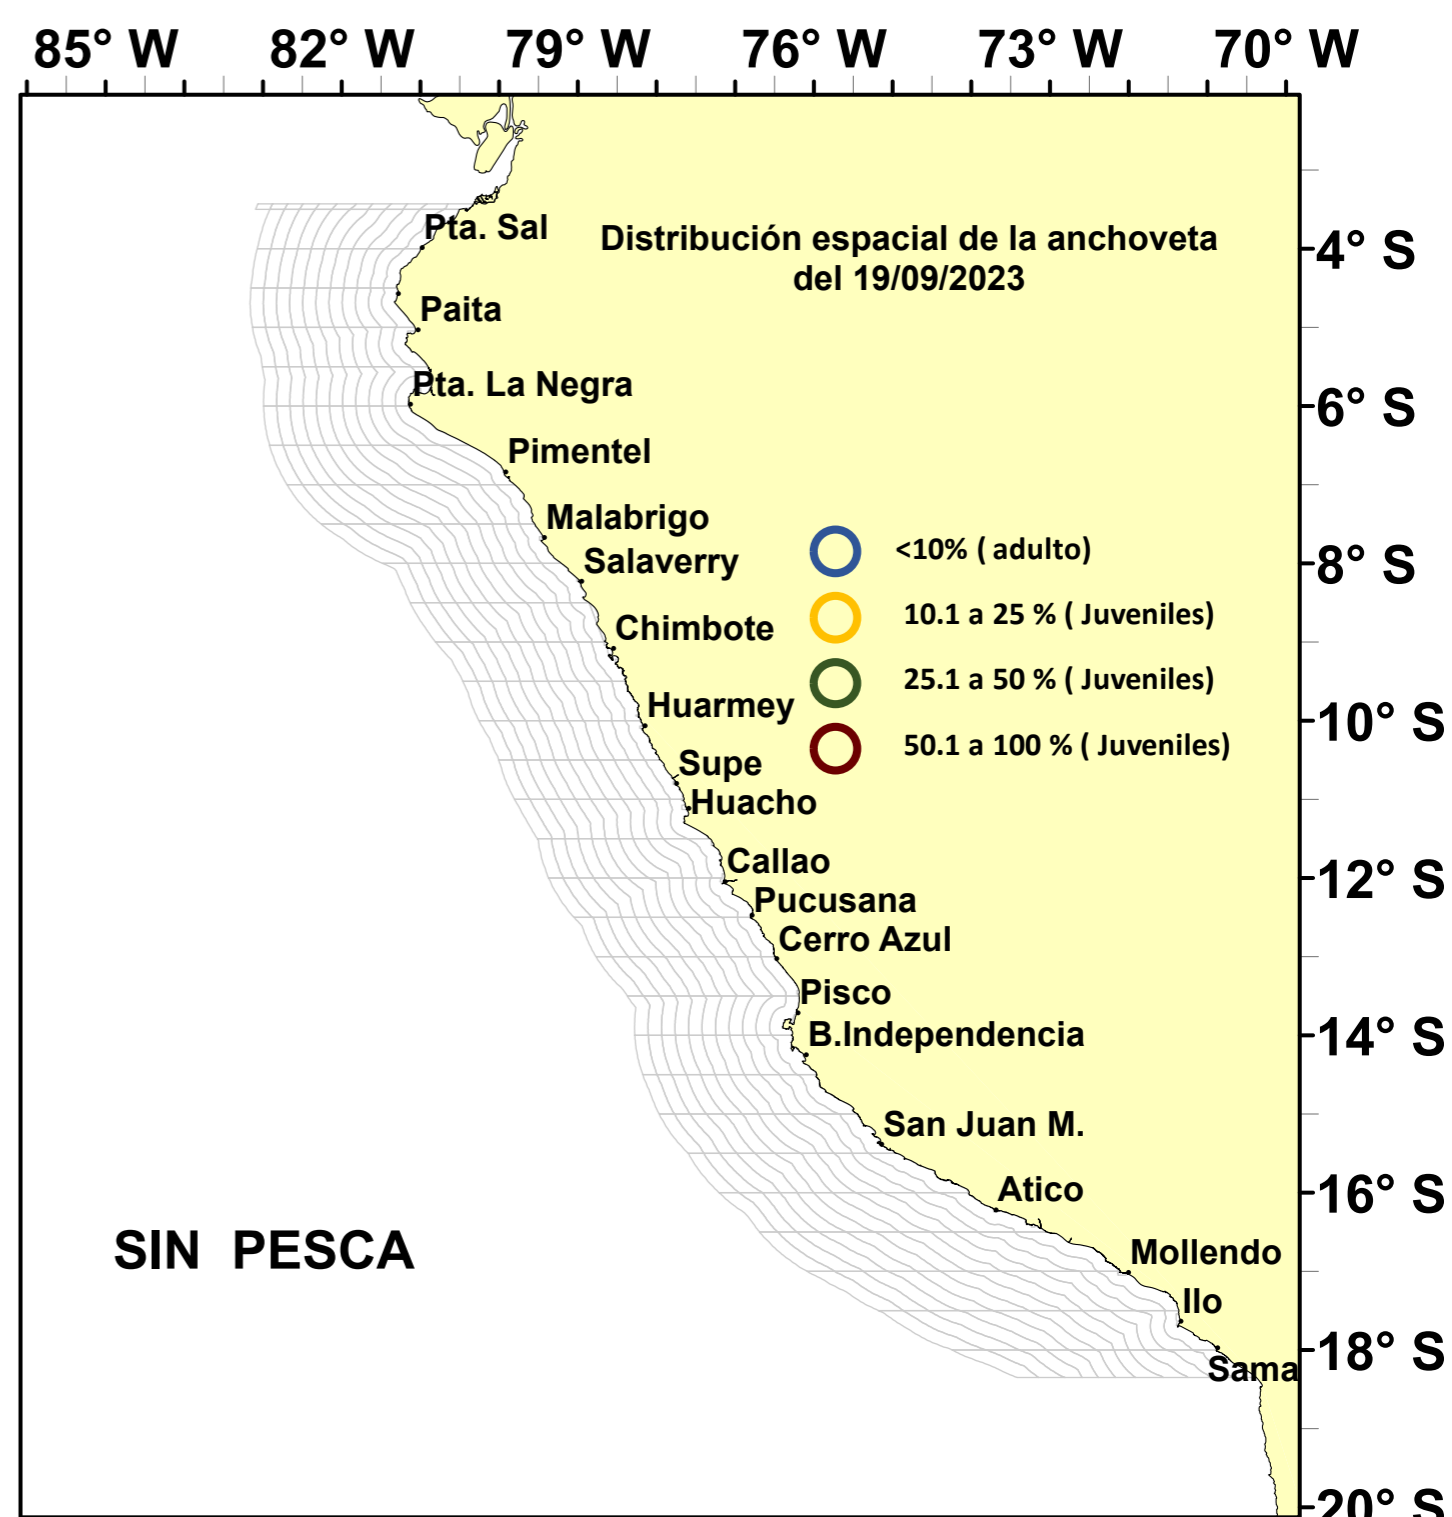 85° W 82° W 79° W 76° W 73° W 70° W
Pta. Sal
Distribución espacial de la anchoveta
del 19/09/2023
4° S
Paita
Pta. La Negra
6° S
Pimentel
Malabrigo
<10% ( adulto)
Salaverry
8° S
10.1 a 25 % ( Juveniles)
Chimbote
25.1 a 50 % ( Juveniles)
Huarmey
10° S
50.1 a 100 % ( Juveniles)
Supe
Huacho
Callao
12° S
Pucusana
Cerro Azul
Pisco
B.Independencia
14° S
San Juan M.
Atico
16° S
SIN PESCA
Mollendo
Ilo
18° S
Sama
20° S